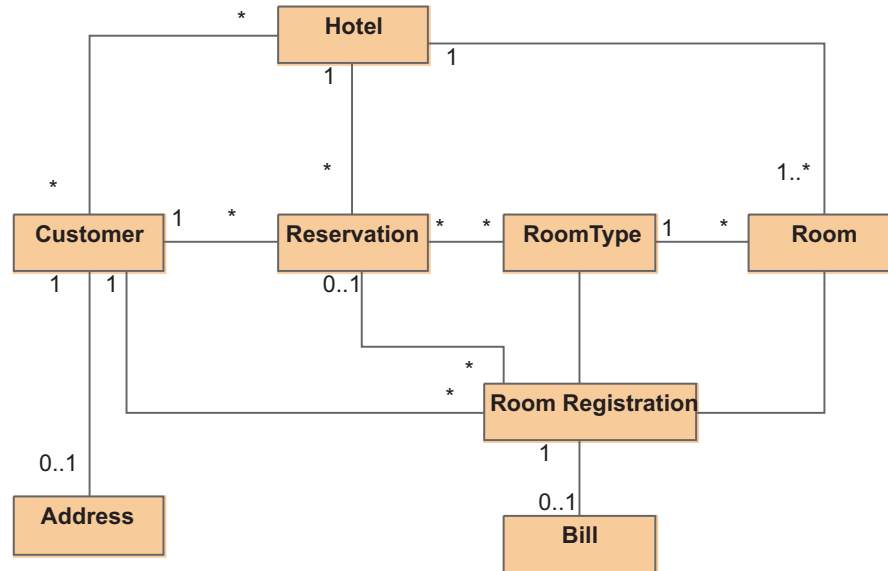 *
Hotel
1
1
*
*
1..*
Customer
1
*
Reservation
*
*
RoomType
1
*
Room
1
1
0..1
*
*
Room Registration
1
0..1
0..1
Address
Bill